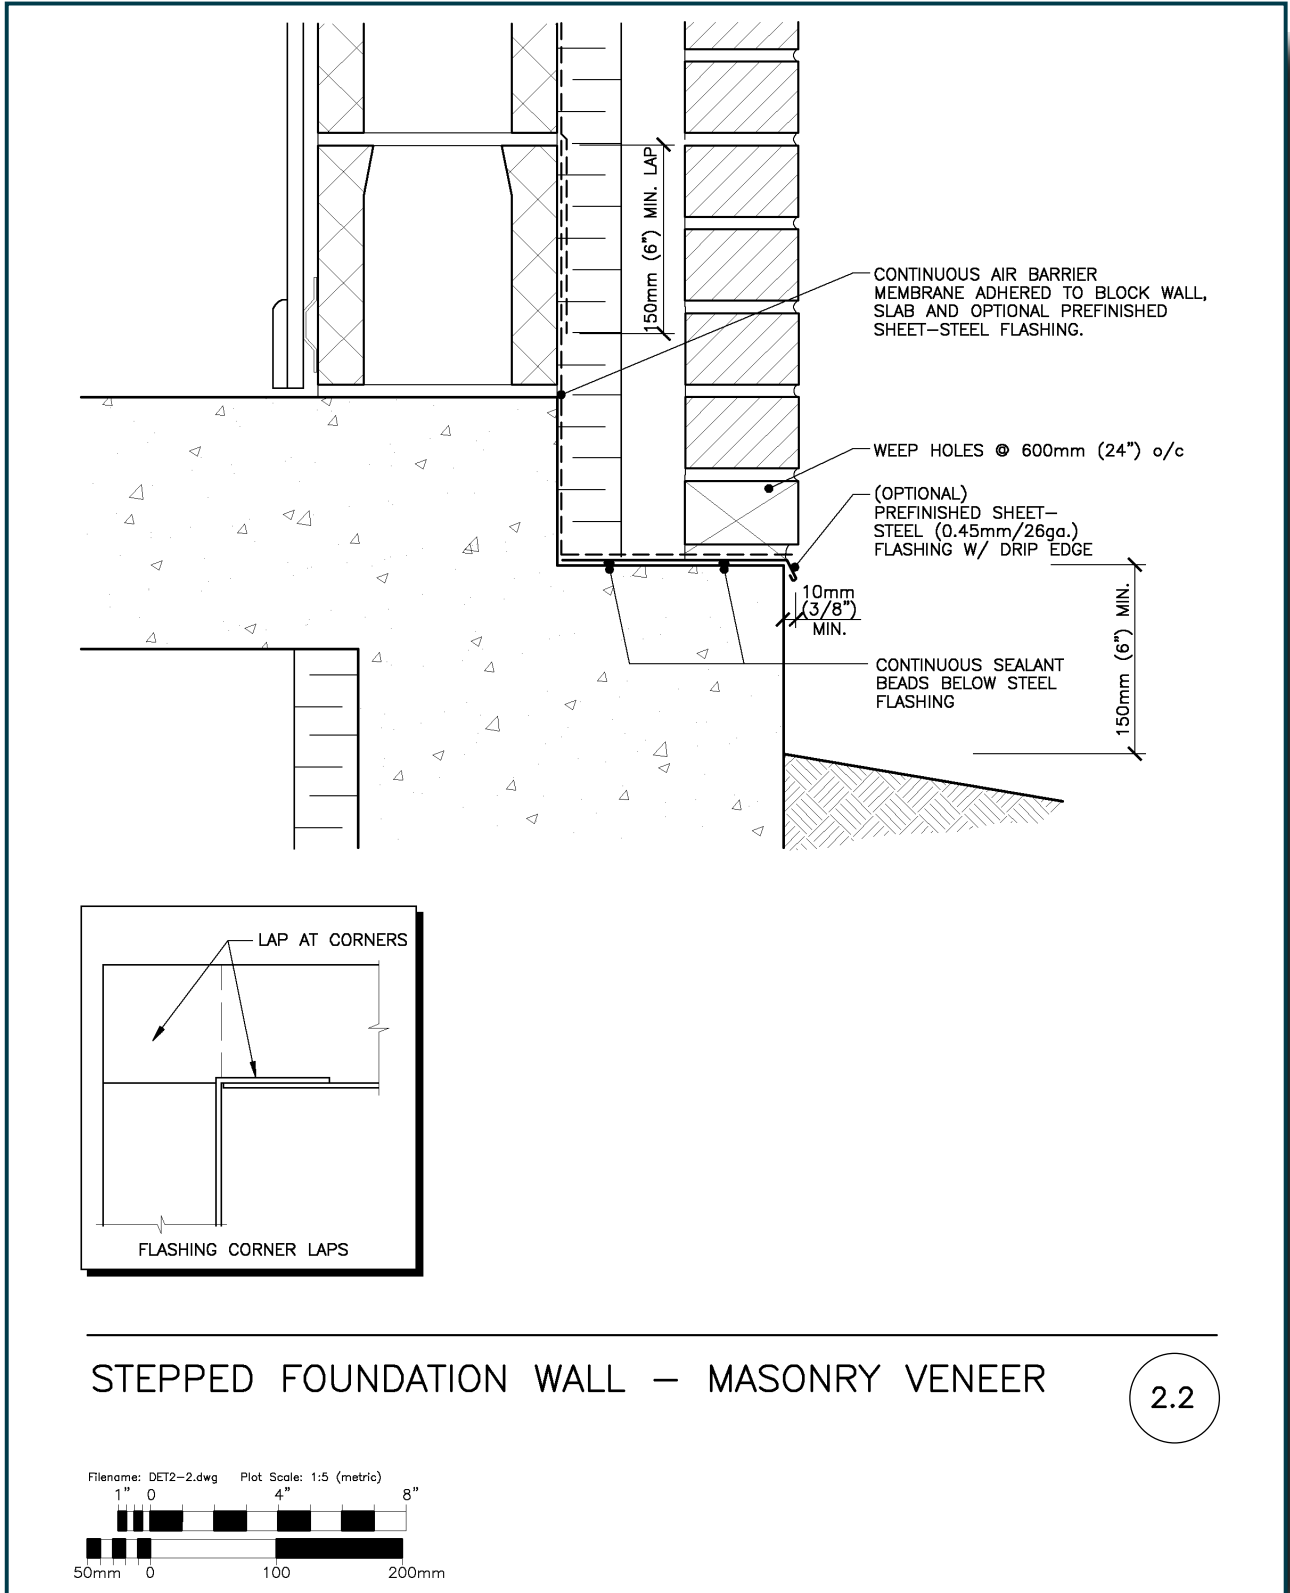 150mm (6") MIN. LAP
CONTINUOUS AIR BARRIER
MEMBRANE ADHERED TO BLOCK WALL,
SLAB AND OPTIONAL PREFINISHED
SHEET-STEEL FLASHING.
WEEP HOLES @ 600mm (24") o/c
(OPTIONAL)
PREFINISHED SHEET-
STEEL (0.45mm/26ga.)
FLASHING W/ DRIP EDGE
10mm
(3/8")
MIN.
150mm (6") MIN.
CONTINUOUS SEALANT
BEADS BELOW STEEL
FLASHING
LAP AT CORNERS
FLASHING CORNER LAPS
STEPPED FOUNDATION WALL - MASONRY VENEER
2.2
Filename: DET2-2.dwg Plot Scale: 1:5 (metric)
1" 0 4" 8"
50mm 0 100 200mm